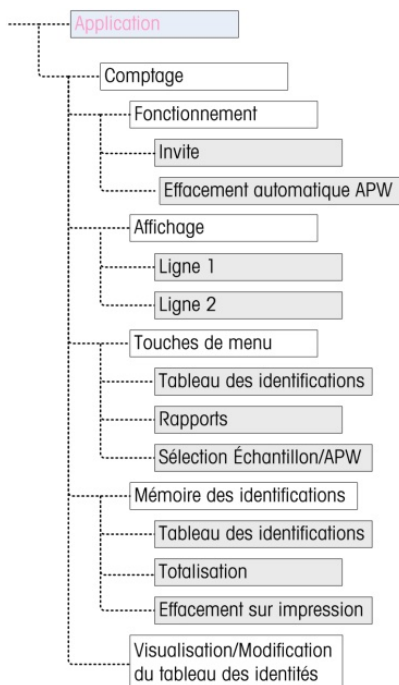 Application
Comptage
Fonctionnement
Invite
Effacement automatique APW
Affichage
Ligne 1
Ligne 2
Touches de menu
Tableau des identifications
Rapports
Sélection Échantillon/APW
Mémoire des identifications
Tableau des identifications
Totalisation
Effacement sur impression
Visualisation/Modification
du tableau des identités